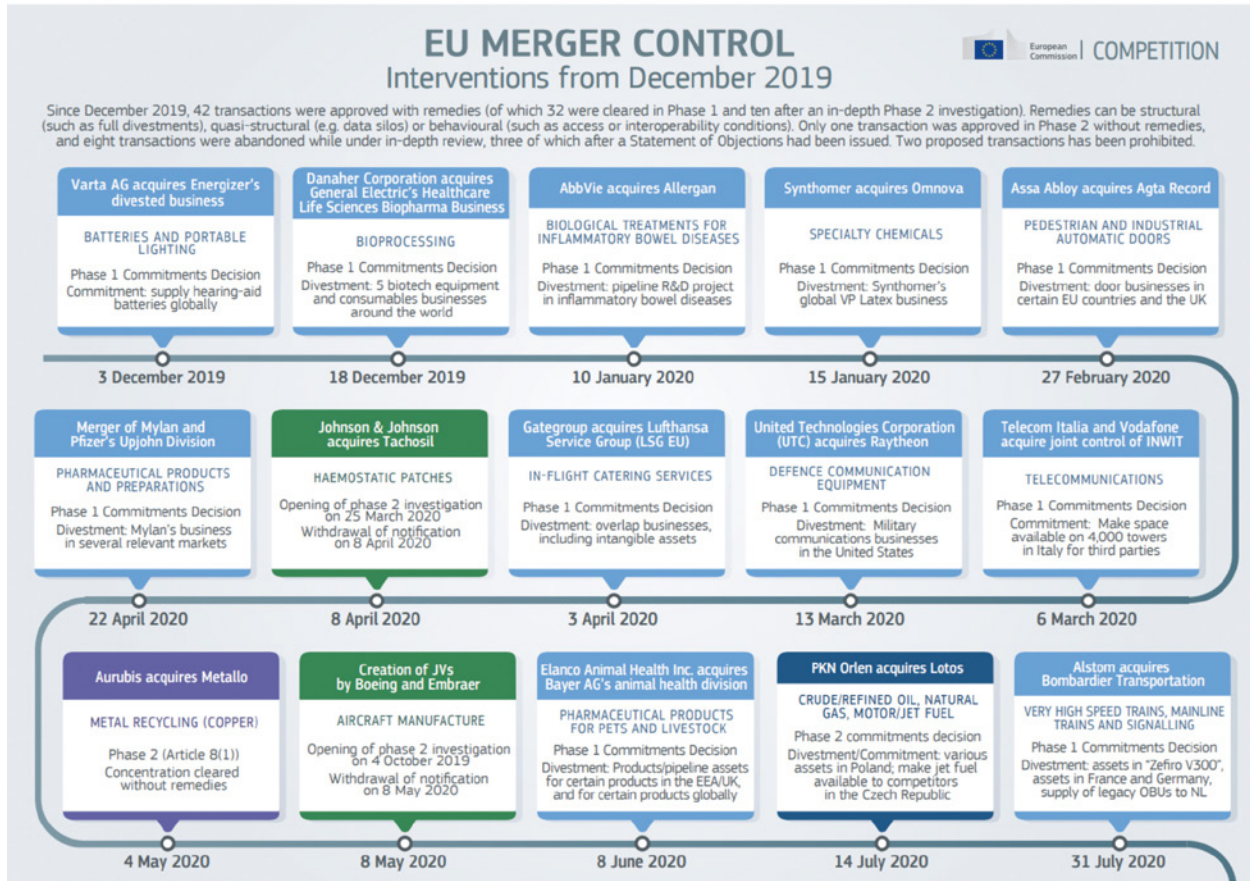 EU MERGER CONTROL
Interventions from December 2019
European
Commission
COMPETITION
Since December 2019, 42 transactions were approved with remedies (of which 32 were cleared in Phase 1 and ten after an in-depth Phase 2 investigation). Remedies can be structural
(such as full divestments), quasi-structural (e.g. data silos) or behavioural (such as access or interoperability conditions). Only one transaction was approved in Phase 2 without remedies,
and eight transactions were abandoned while under in-depth review, three of which after a Statement of Objections had been issued. Two proposed transactions has been prohibited.
Varta AG acquires Energizer's
divested business
BATTERIES AND PORTABLE
LIGHTING
Phase 1 Commitments Decision
Commitment: supply hearing-aid
batteries globally
3 December 2019
Danaher Corporation acquires
General Electric's Healthcare
Life Sciences Biopharma Business
BIOPROCESSING
Phase 1 Commitments Decision
Divestment: 5 biotech equipment
and consumables businesses
around the world
18 December 2019
AbbVie acquires Allergan
BIOLOGICAL TREATMENTS FOR
INFLAMMATORY BOWEL DISEASES
Phase 1 Commitments Decision
Divestment: pipeline R&D project
in inflammatory bowel diseases
10 January 2020
Synthomer acquires Omnova
SPECIALTY CHEMICALS
Phase 1 Commitments Decision
Divestment: Synthomer's
global VP Latex business
15 January 2020
Assa Abloy acquires Agta Record
PEDESTRIAN AND INDUSTRIAL
AUTOMATIC DOORS
Phase 1 Commitments Decision
Divestment: door businesses in
certain EU countries and the UK
27 February 2020
Merger of Mylan and
Pfizer's Upjohn Division
PHARMACEUTICAL PRODUCTS
AND PREPARATIONS
Phase 1 Commitments Decision
Divestment: Mylan's business
in several relevant markets
22 April 2020
Johnson & Johnson
acquires Tachosil
HAEMOSTATIC PATCHES
Opening of phase 2 investigation
on 25 March 2020
Withdrawal of notification
on 8 April 2020
8 April 2020
Gategroup acquires Lufthansa
Service Group (LSG EU)
IN-FLIGHT CATERING SERVICES
Phase 1 Commitments Decision
Divestment: overlap businesses,
including intangible assets
3 April 2020
United Technologies Corporation
(UTC) acquires Raytheon
DEFENCE COMMUNICATION
EQUIPMENT
Phase 1 Commitments Decision
Divestment: Military
communications businesses
in the United States
13 March 2020
Telecom Italia and Vodafone
acquire joint control of INWIT
TELECOMMUNICATIONS
Phase 1 Commitments Decision
Commitment: Make space
available on 4,000 towers
in Italy for third parties
6 March 2020
Aurubis acquires Metallo
METAL RECYCLING (COPPER)
Phase 2 (Article 8(1))
Concentration cleared
without remedies
4 May 2020
Creation of JVs
by Boeing and Embraer
AIRCRAFT MANUFACTURE
Opening of phase 2 investigation
on 4 October 2019
Withdrawal of notification
on 8 May 2020
8 May 2020
Elanco Animal Health Inc. acquires
Bayer AG's animal health division
PHARMACEUTICAL PRODUCTS
FOR PETS AND LIVESTOCK
Phase 1 Commitments Decision
Divestment: Products/pipeline assets
for certain products in the EEA/UK,
and for certain products globally
8 June 2020
PKN Orlen acquires Lotos
CRUDE/REFINED OIL, NATURAL
GAS, MOTOR/JET FUEL
Phase 2 commitments decision
Divestment/Commitment: various
assets in Poland; make jet fuel
available to competitors
in the Czech Republic
14 July 2020
Alstom acquires
Bombardier Transportation
VERY HIGH SPEED TRAINS, MAINLINE
TRAINS AND SIGNALLING
Phase 1 Commitments Decision
Divestment: assets in "Zefiro V300",
assets in France and Germany,
supply of legacy OBUs to NL
31 July 2020